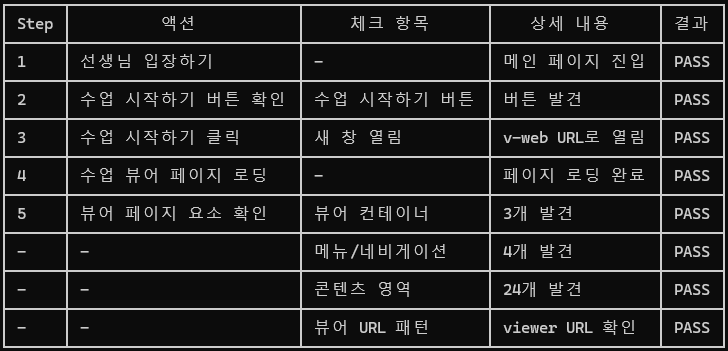 Step 액션 체크 항목 상세 내용 결과
1 선생님 입장하기 - 메인 페이지 진입 PASS
2 수업 시작하기 버튼 확인 수업 시작하기 버튼 버튼 발견 PASS
3 수업 시작하기 클릭 새 창 열림 v-web URL로 열림 PASS
4 수업 뷰어 페이지 로딩 - 페이지 로딩 완료 PASS
5 뷰어 페이지 요소 확인 뷰어 컨테이너 3개 발견 PASS
- - 메뉴/네비게이션 4개 발견 PASS
- - 콘텐츠 영역 24개 발견 PASS
- - 뷰어 URL 패턴 viewer URL 확인 PASS